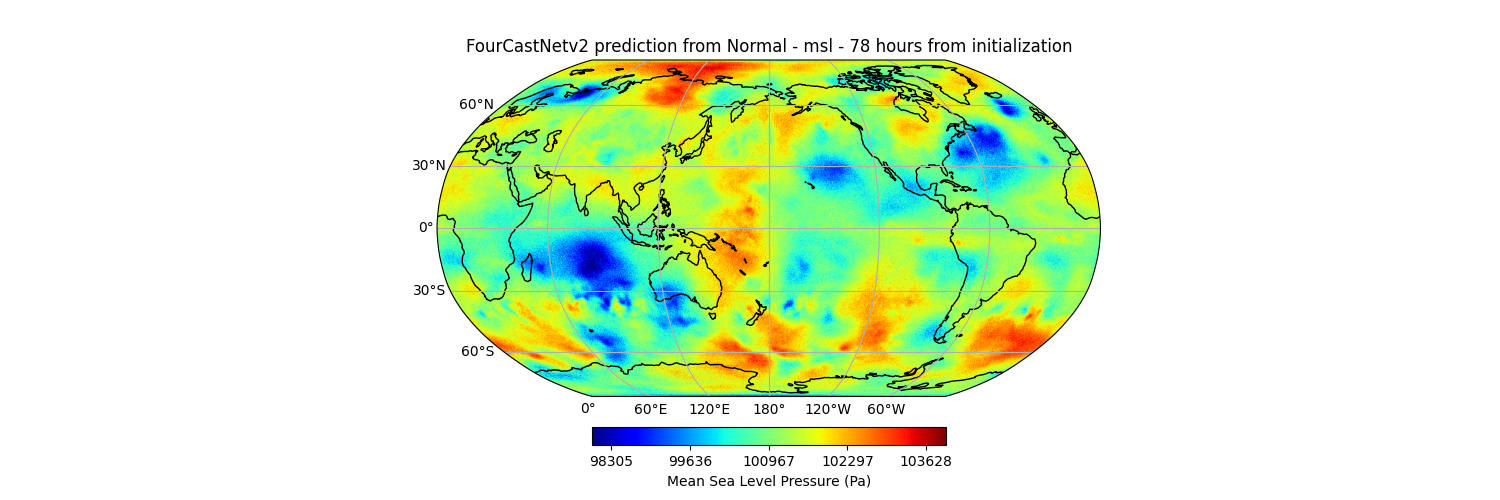 FourCastNetv2 prediction from Normal - msl - 78 hours from initialization
60°N
30°N
0°
30°S
60°S
0° 60°E 120°E 180° 120°W 60°W
98305 99636 100967 102297 103628
Mean Sea Level Pressure (Pa)